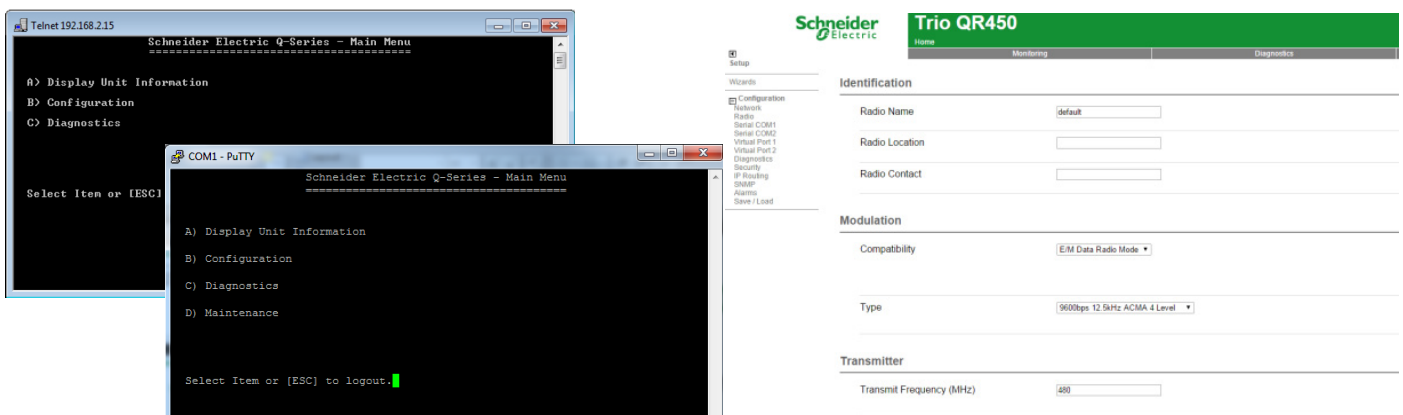 Telnet 192.168.2.15
Schneider Electric Q-Series - Main Menu
=======================================
A) Display Unit Information
B) Configuration
C) Diagnostics
Select Item or [ESC]
COM1 - PuTTY
Schneider Electric Q-Series - Main Menu
=======================================
A) Display Unit Information
B) Configuration
C) Diagnostics
D) Maintenance
Select Item or [ESC] to logout.
Schneider
Electric
Trio QR450
Home
Monitoring
Diagnostics
Setup
Wizards
Configuration
Network
Radio
Serial COM1
Serial COM2
Virtual Port 1
Virtual Port 2
Diagnostics
Security
IP Routing
SNMP
Alarms
Save / Load
Identification
Radio Name
default
Radio Location
Radio Contact
Modulation
Compatibility
E/M Data Radio Mode
Type
9600bps 12.5kHz ACMA 4 Level
Transmitter
Transmit Frequency (MHz)
480